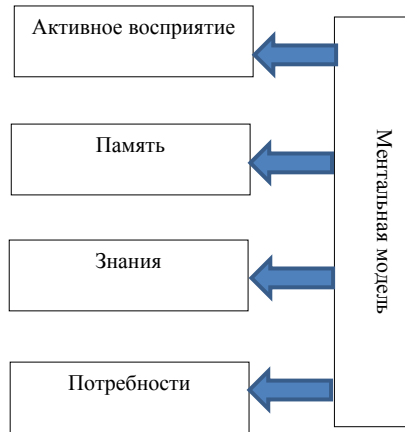 Активное восприятие
Память
Знания
Потребности
Ментальная модель